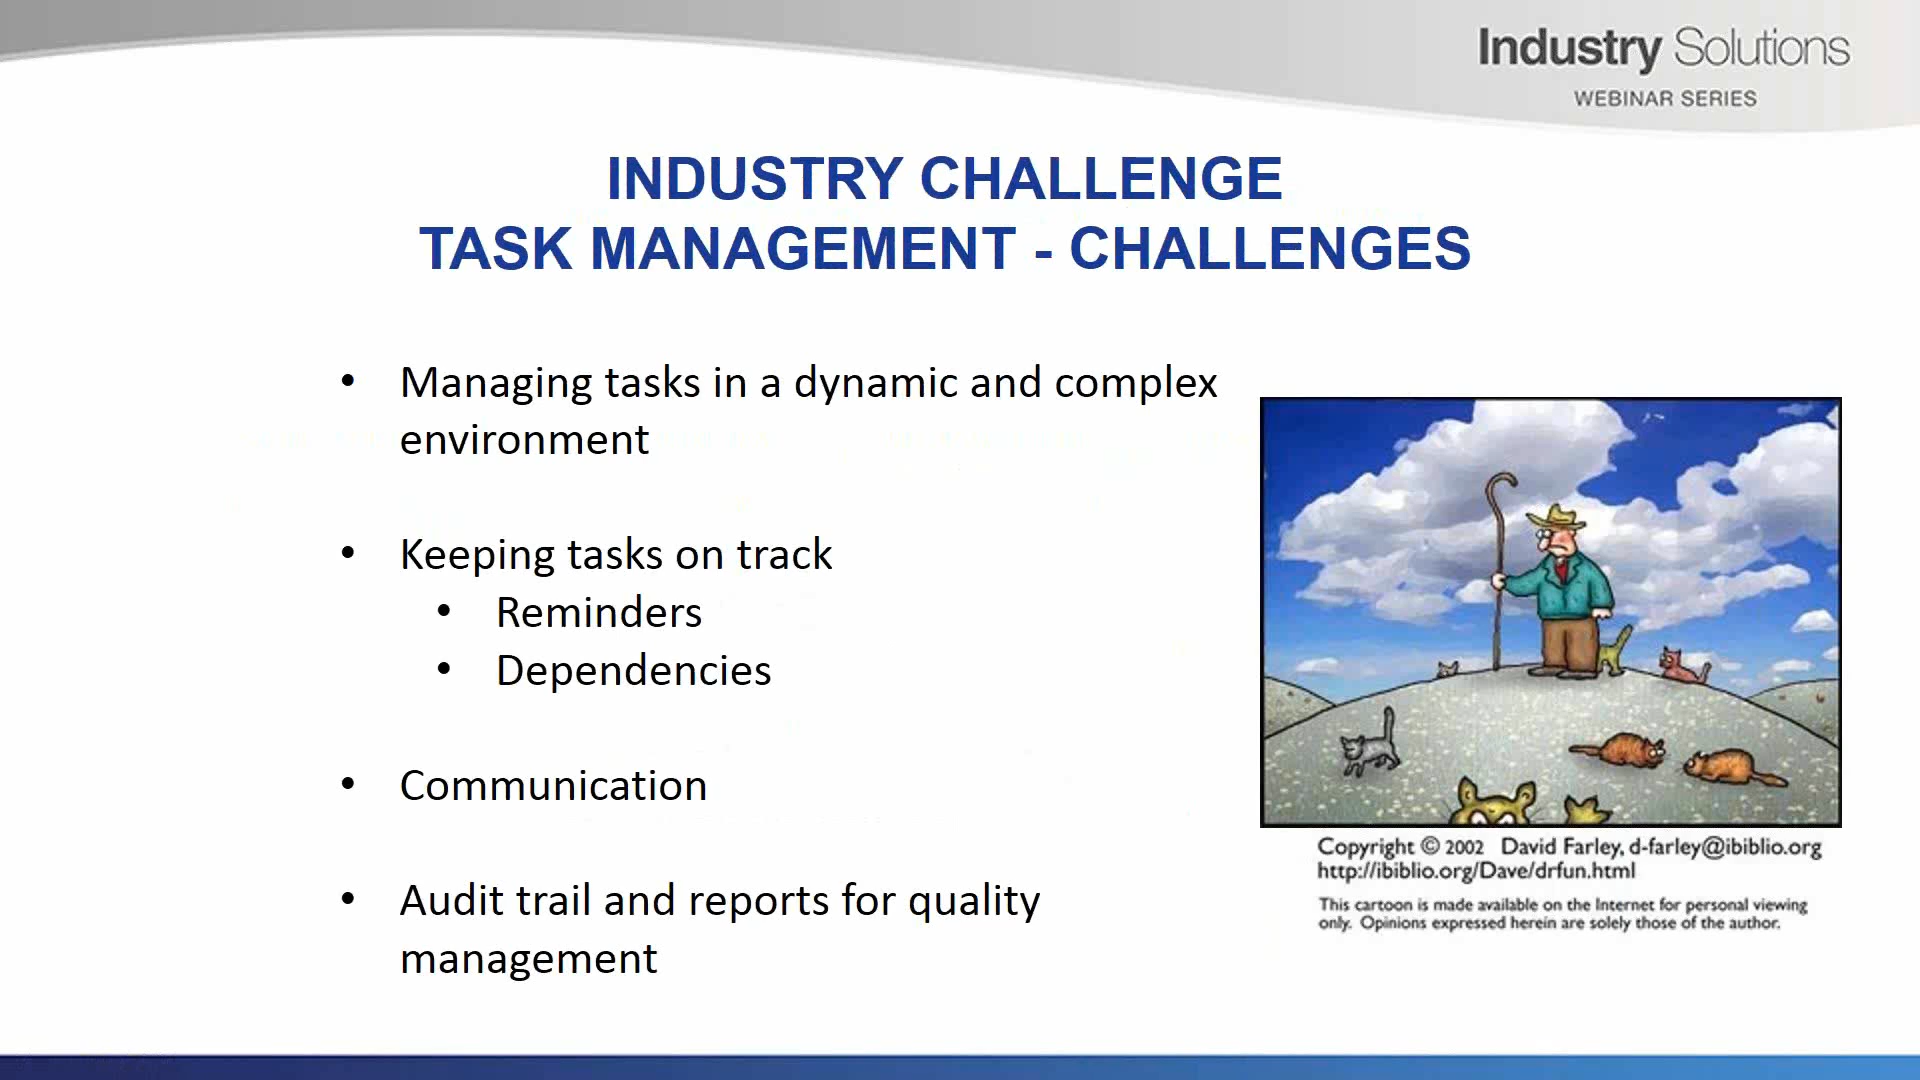 Industry Solutions
WEBINAR SERIES
INDUSTRY CHALLENGE
TASK MANAGEMENT - CHALLENGES
• Managing tasks in a dynamic and complex
environment
• Keeping tasks on track
• Reminders
• Dependencies
• Communication
• Audit trail and reports for quality
management
Copyright © 2002 David Farley, d-farley@ibiblio.org
http://ibiblio.org/Dave/drfun.html
This cartoon is made available on the Internet for personal viewing
only. Opinions expressed herein are solely those of the author.